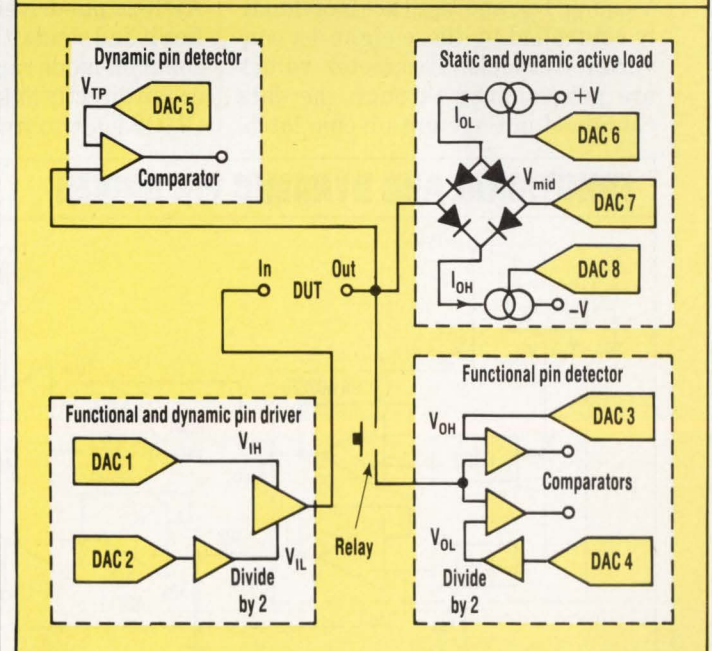 Dynamic pin detector
V_TP
DAC 5
Comparator
Static and dynamic active load
+V
I_OL
DAC 6
V_mid
DAC 7
DAC 8
I_OH
–V
In
DUT
Out
Functional and dynamic pin driver
DAC 1
V_IH
DAC 2
V_IL
Divide
by 2
Relay
Functional pin detector
V_OH
DAC 3
Comparators
V_OL
DAC 4
Divide
by 2